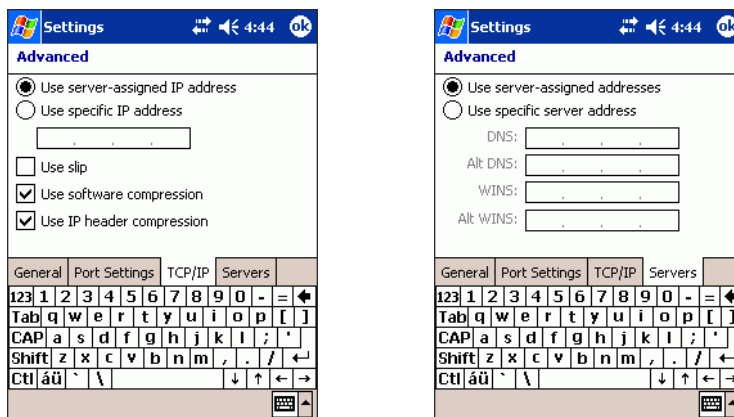 Settings 4:44 ok
Advanced
Use server-assigned IP address
Use specific IP address
. . .
Use slip
Use software compression
Use IP header compression
General Port Settings TCP/IP Servers
123 1 2 3 4 5 6 7 8 9 0 - =
Tab q w e r t y u i o p [ ]
CAP a s d f g h j k l ; '
Shift z x c v b n m , . /
Ctl áü ` \
Settings 4:44 ok
Advanced
Use server-assigned addresses
Use specific server address
DNS: . . .
Alt DNS: . . .
WINS: . . .
Alt WINS: . . .
General Port Settings TCP/IP Servers
123 1 2 3 4 5 6 7 8 9 0 - =
Tab q w e r t y u i o p [ ]
CAP a s d f g h j k l ; '
Shift z x c v b n m , . /
Ctl áü ` \